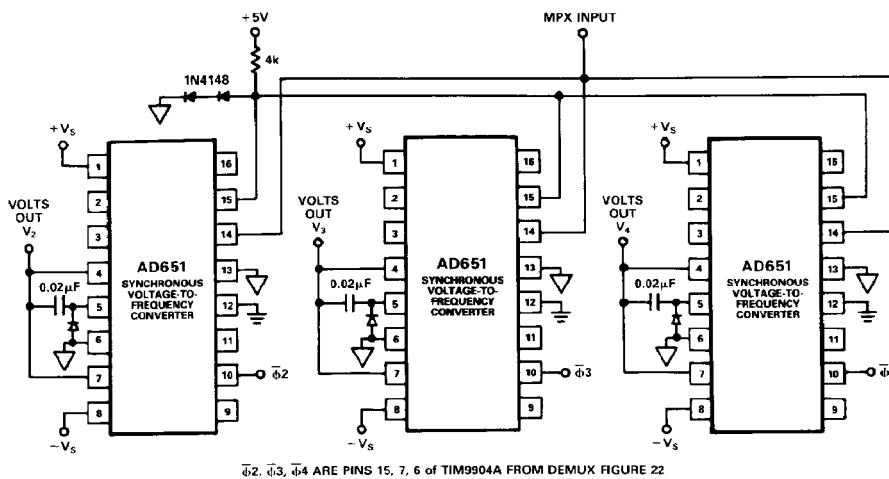 +5V
MPX INPUT
4k
1N4148
+VS
1
2
3
4
5
6
7
8
16
15
14
13
12
11
10
9
VOLTS
OUT
V2
0.02µF
AD651
SYNCHRONOUS
VOLTAGE-TO-
FREQUENCY
CONVERTER
ϕ̅2
−VS
+VS
1
2
3
4
5
6
7
8
16
15
14
13
12
11
10
9
VOLTS
OUT
V3
0.02µF
AD651
SYNCHRONOUS
VOLTAGE-TO-
FREQUENCY
CONVERTER
ϕ̅3
−VS
+VS
1
2
3
4
5
6
7
8
16
15
14
13
12
11
10
9
VOLTS
OUT
V4
0.02µF
AD651
SYNCHRONOUS
VOLTAGE-TO-
FREQUENCY
CONVERTER
ϕ̅
−VS
ϕ̅2, ϕ̅3, ϕ̅4 ARE PINS 15, 7, 6 of TIM9904A FROM DEMUX FIGURE 22